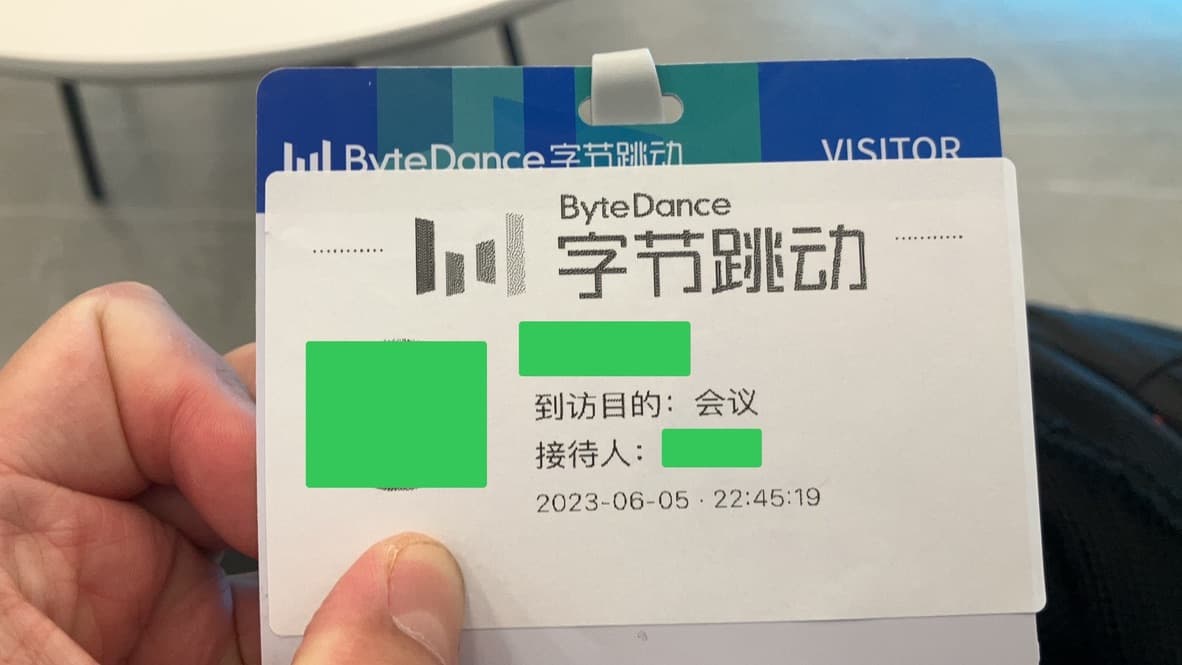 ByteDance字节跳动 VISITOR
ByteDance
字节跳动
到访目的：会议
接待人：
2023-06-05 · 22:45:19